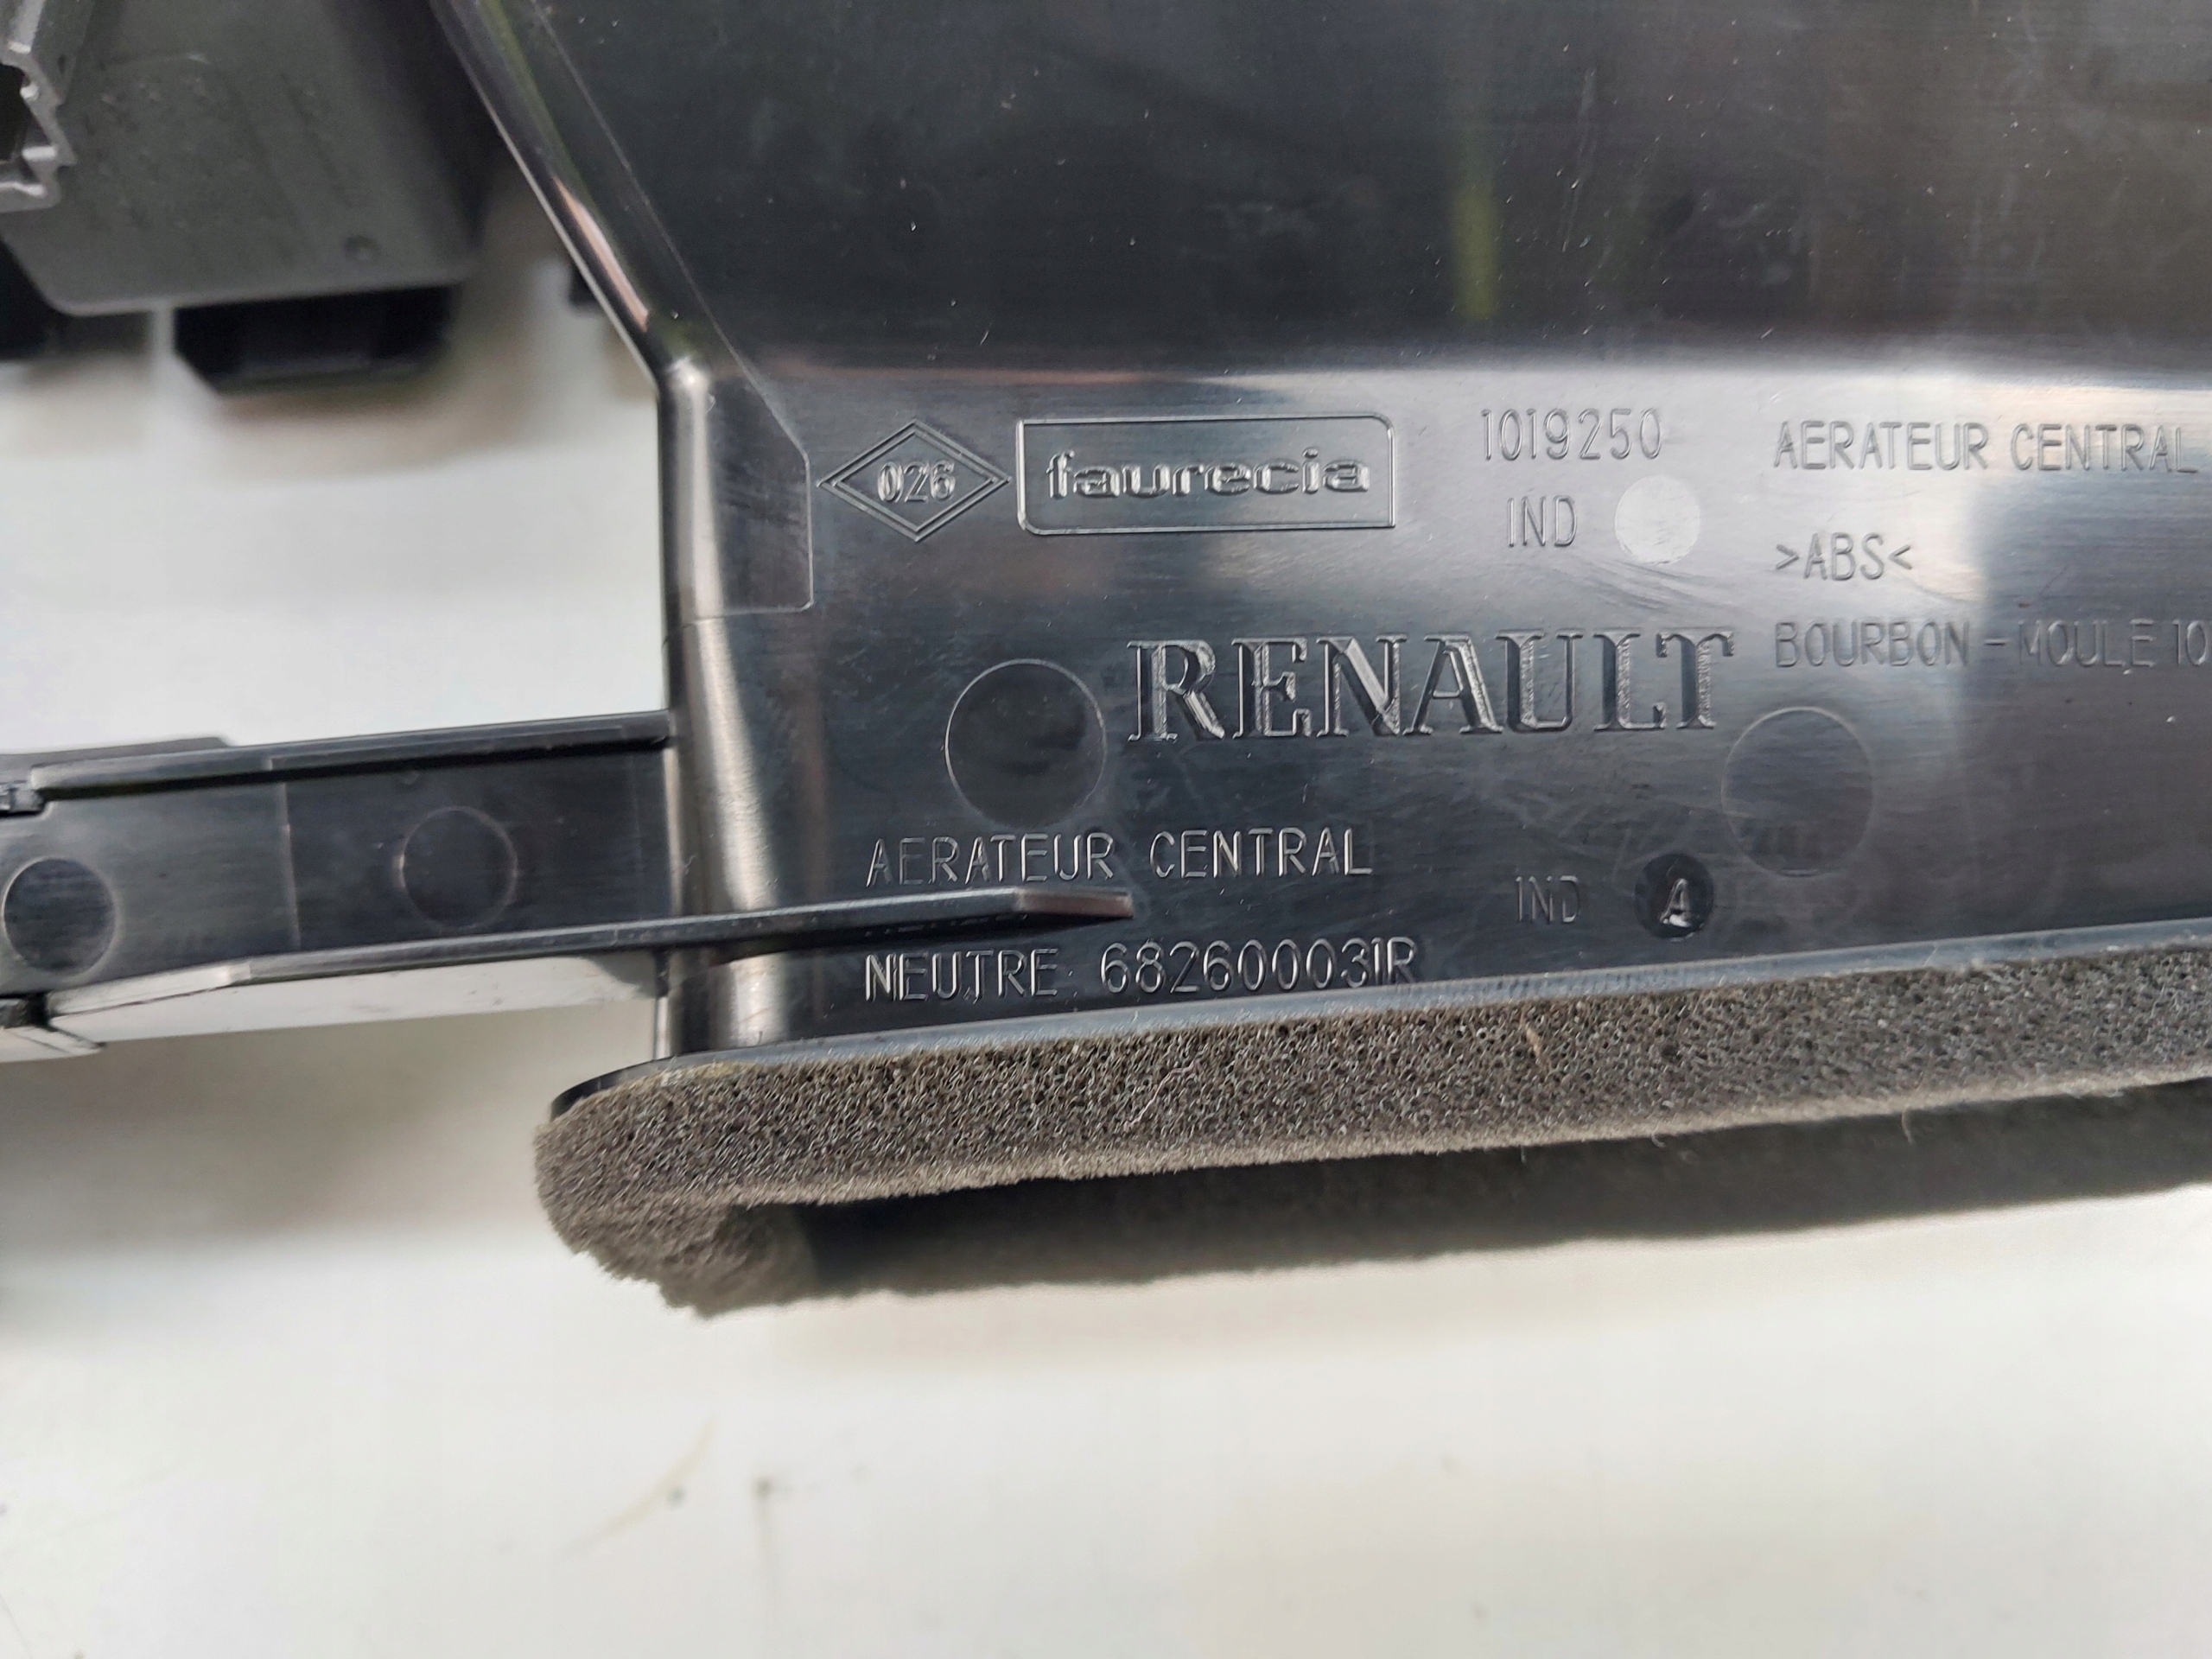 026
faurecia
1019250
IND
AERATEUR CENTRAL
>ABS<
BOURBON - MOULE 10
RENAULT
AERATEUR CENTRAL
IND A
NEUTRE 682600031R